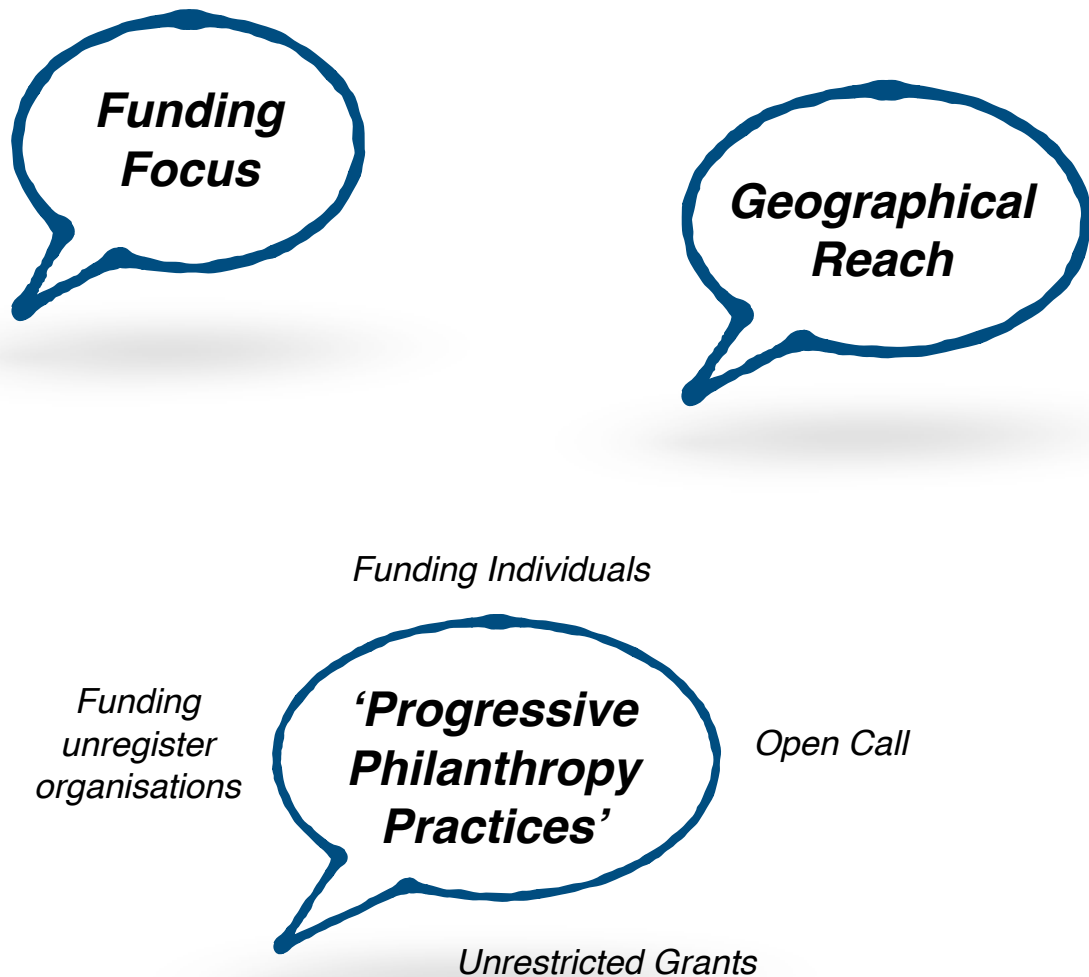 Funding
Focus
Geographical
Reach
Funding Individuals
Funding
unregister
organisations
‘Progressive
Philanthropy
Practices’
Open Call
Unrestricted Grants